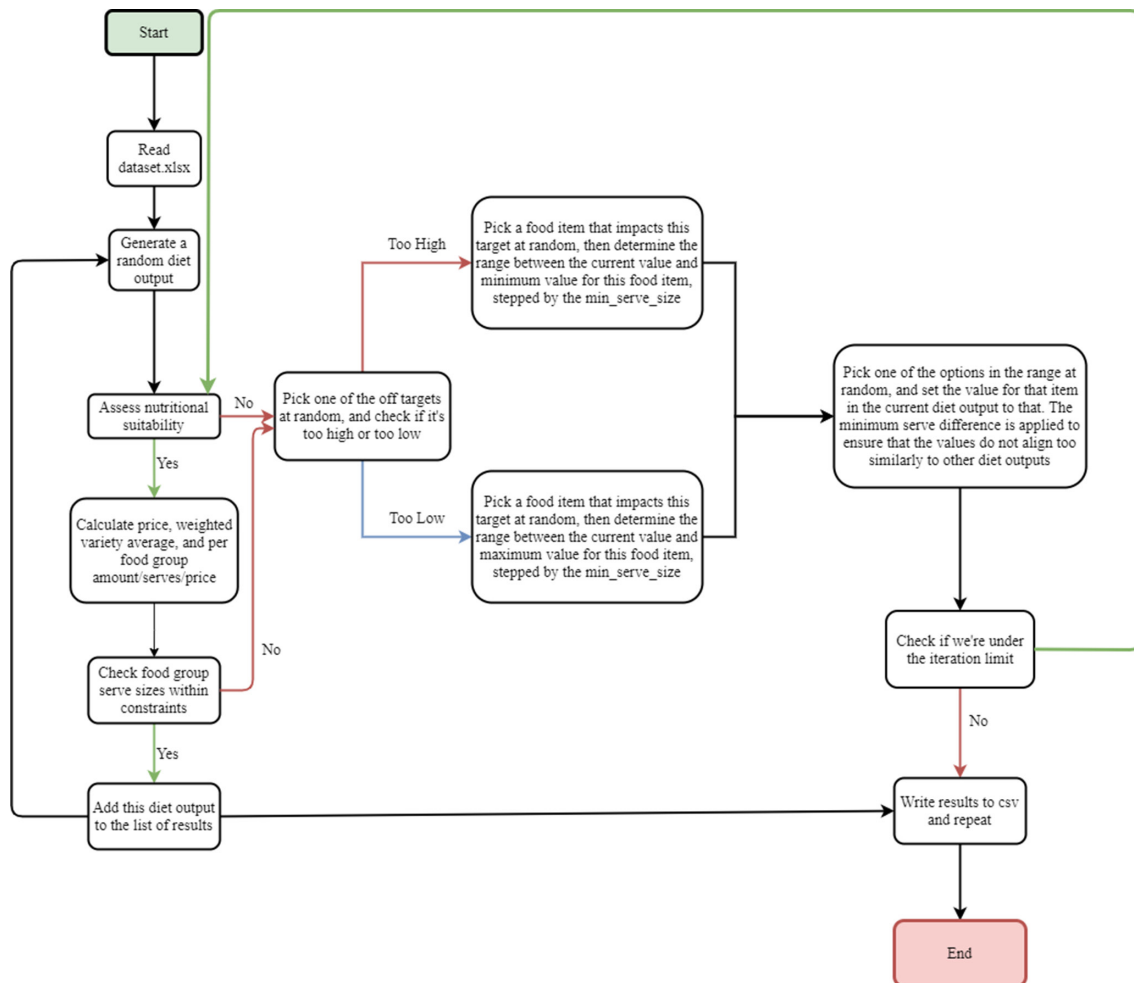 Start
Read
dataset.xlsx
Generate a
random diet
output
Assess nutritional
suitability
No
Yes
Calculate price, weighted
variety average, and per
food group
amount/serves/price
Check food group
serve sizes within
constraints
No
Yes
Add this diet output
to the list of results
Pick one of the off targets
at random, and check if it's
too high or too low
Too High
Pick a food item that impacts this
target at random, then determine the
range between the current value and
minimum value for this food item,
stepped by the min_serve_size
Too Low
Pick a food item that impacts this
target at random, then determine the
range between the current value and
maximum value for this food item,
stepped by the min_serve_size
Pick one of the options in the range at
random, and set the value for that item
in the current diet output to that. The
minimum serve difference is applied to
ensure that the values do not align too
similarly to other diet outputs
Check if we're under
the iteration limit
No
Write results to csv
and repeat
End